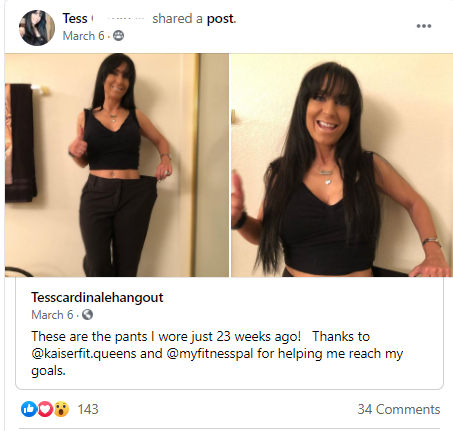 Tess shared a post.
March 6 ·
Tesscardinalehangout
March 6 ·
These are the pants I wore just 23 weeks ago! Thanks to
@kaiserfit.queens and @myfitnesspal for helping me reach my
goals.
143
34 Comments